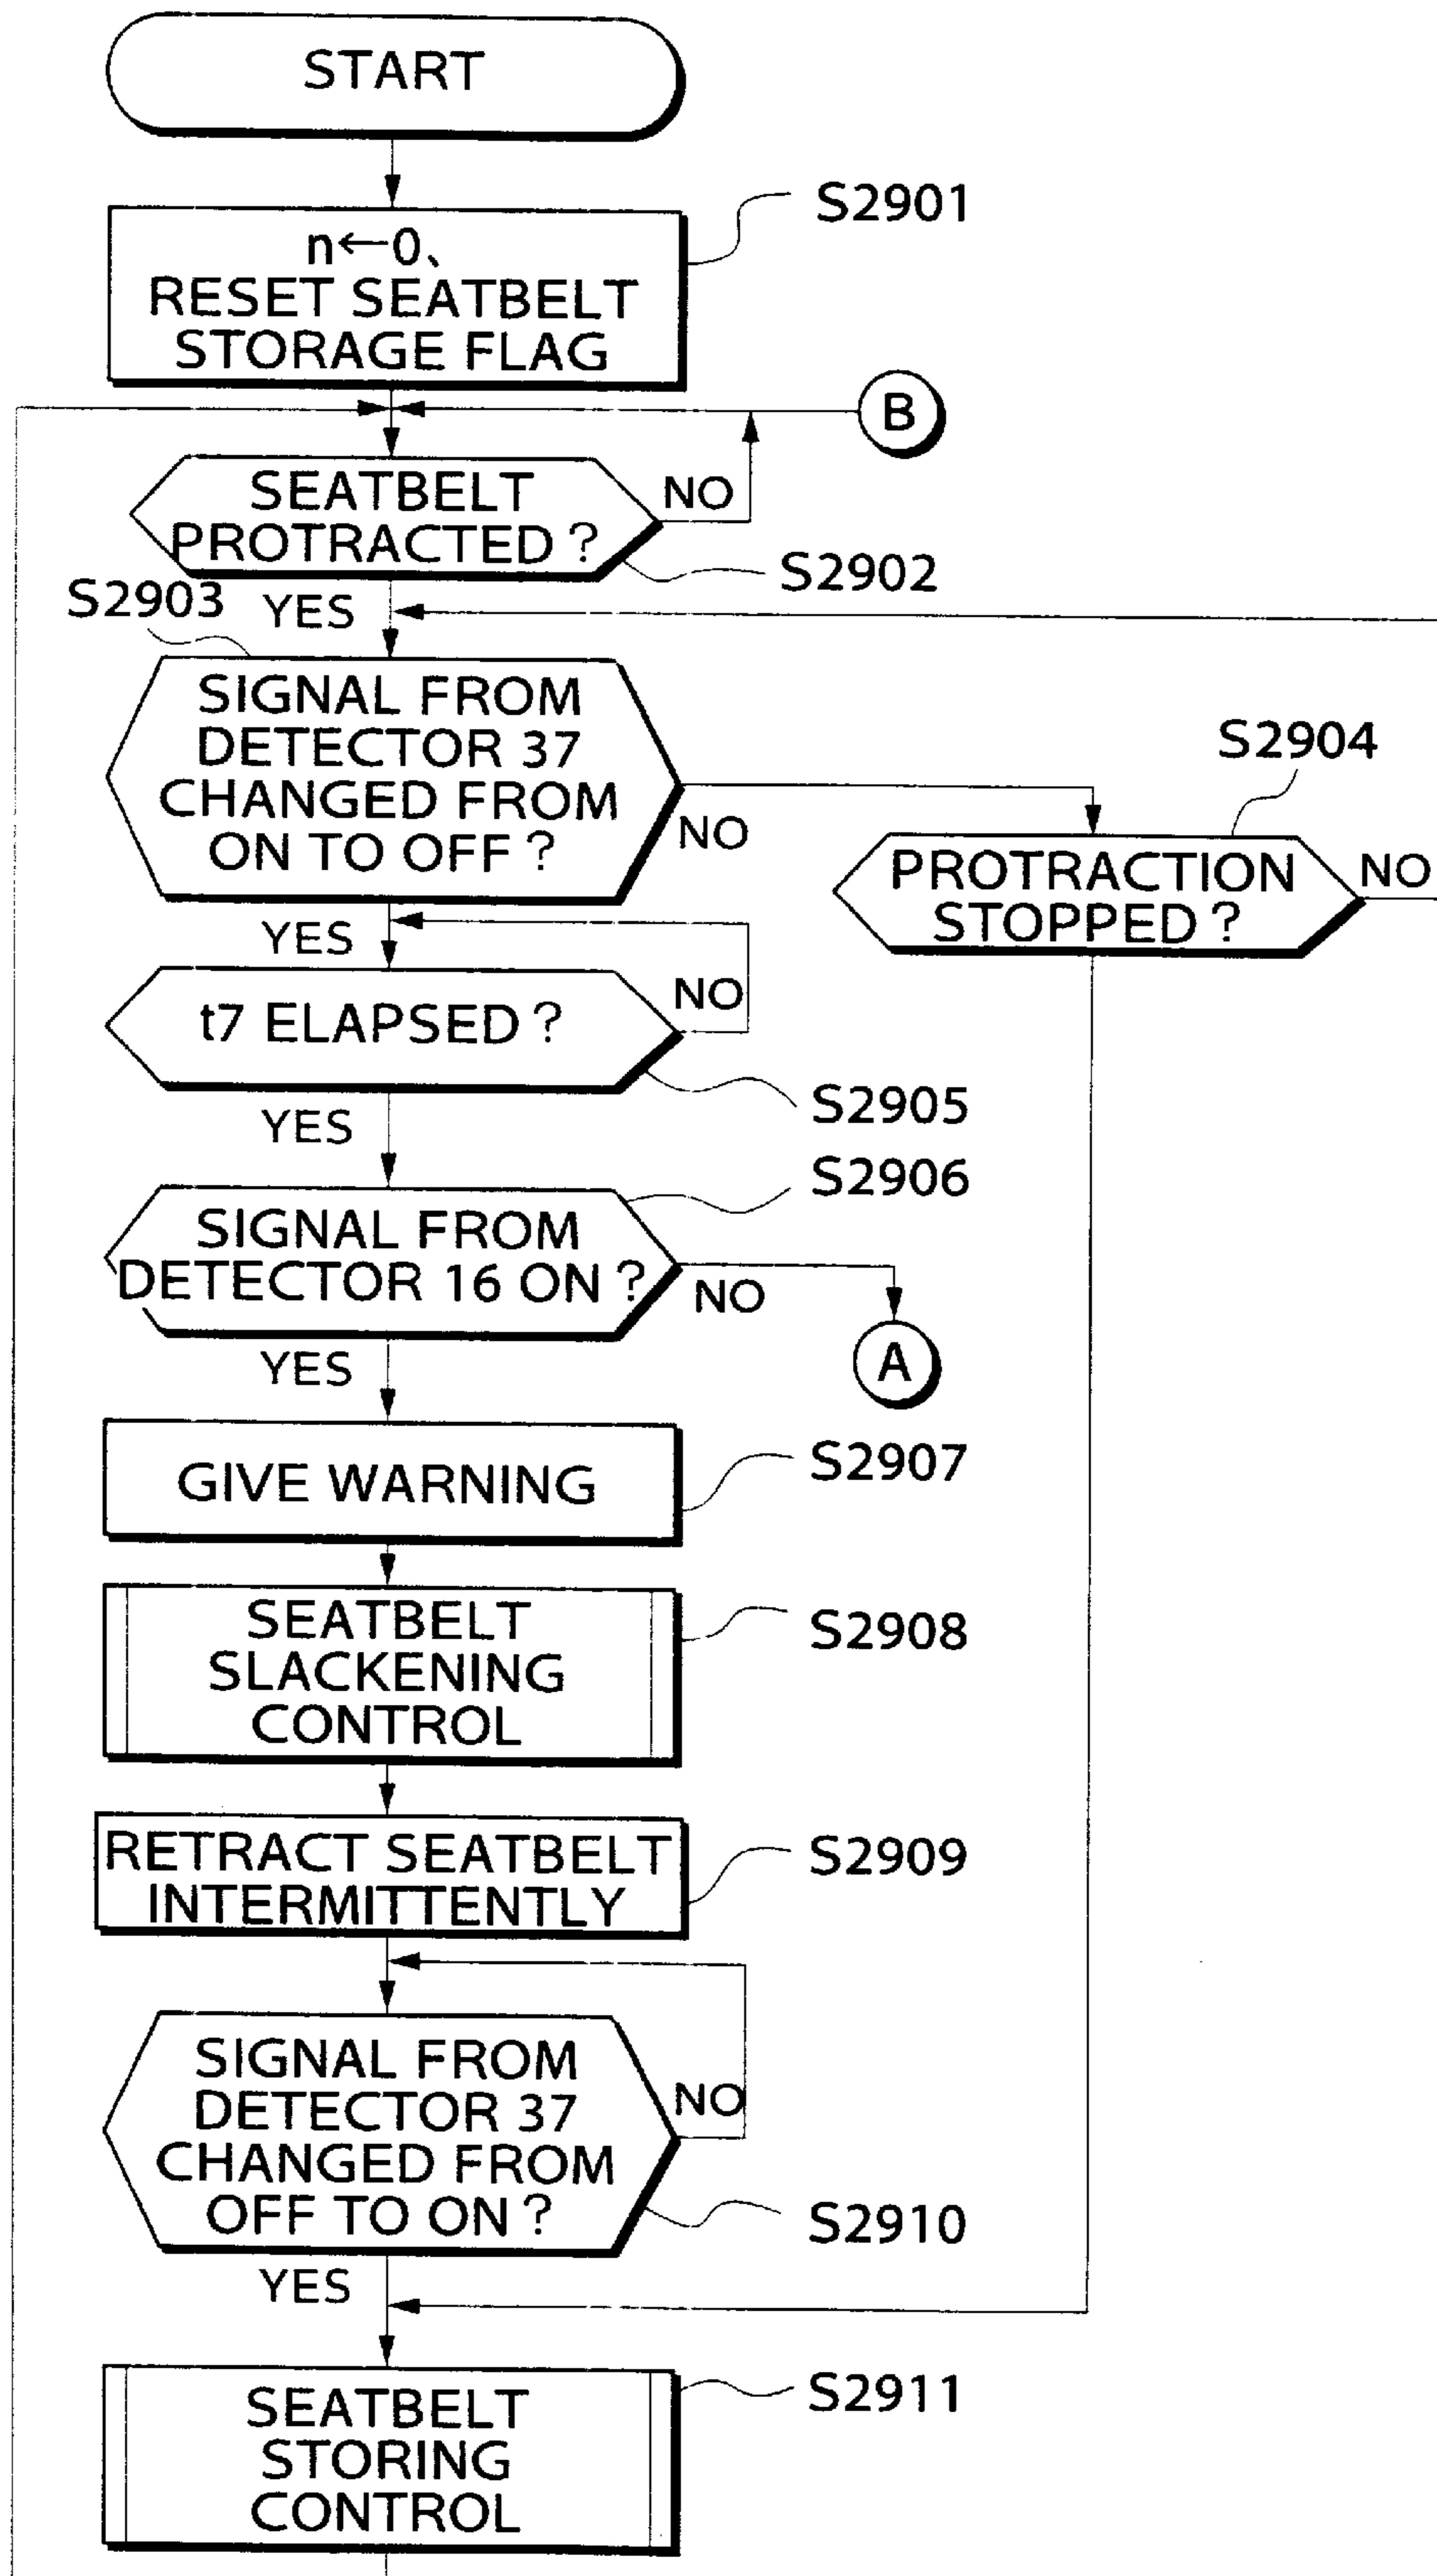 START
S2901
n←0、
RESET SEATBELT
STORAGE FLAG
B
SEATBELT
PROTRACTED?
NO
S2902
S2903
YES
SIGNAL FROM
DETECTOR 37
CHANGED FROM
ON TO OFF?
NO
S2904
PROTRACTION
STOPPED?
NO
YES
t7 ELAPSED?
NO
S2905
YES
S2906
SIGNAL FROM
DETECTOR 16 ON?
NO
A
YES
GIVE WARNING
S2907
SEATBELT
SLACKENING
CONTROL
S2908
RETRACT SEATBELT
INTERMITTENTLY
S2909
SIGNAL FROM
DETECTOR 37
CHANGED FROM
OFF TO ON?
NO
S2910
YES
SEATBELT
STORING
CONTROL
S2911